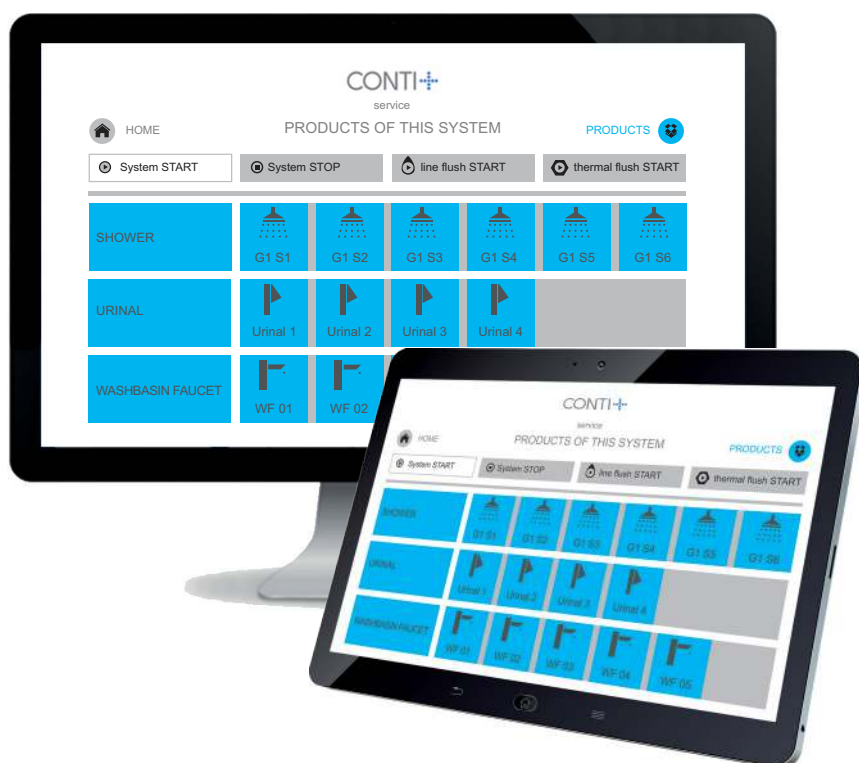 CONTI+
service
HOME
PRODUCTS OF THIS SYSTEM
PRODUCTS
System START
System STOP
line flush START
thermal flush START
SHOWER
G1 S1
G1 S2
G1 S3
G1 S4
G1 S5
G1 S6
URINAL
Urinal 1
Urinal 2
Urinal 3
Urinal 4
WASHBASIN FAUCET
WF 01
WF 02
CONTI+
service
HOME
PRODUCTS OF THIS SYSTEM
PRODUCTS
System START
System STOP
line flush START
thermal flush START
SHOWER
G1 S1
G1 S2
G1 S3
G1 S4
G1 S5
G1 S6
URINAL
Urinal 1
Urinal 2
Urinal 3
Urinal 4
WASHBASIN FAUCET
WF 01
WF 02
WF 03
WF 04
WF 05